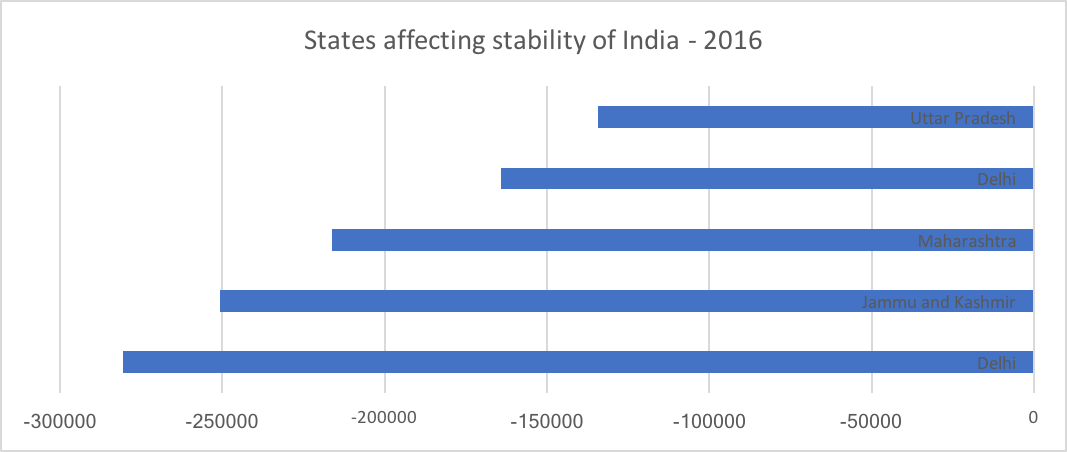 States affecting stability of India - 2016
Uttar Pradesh
Delhi
Maharashtra
Jammu and Kashmir
Delhi
-300000 -250000 -200000 -150000 -100000 -50000 0